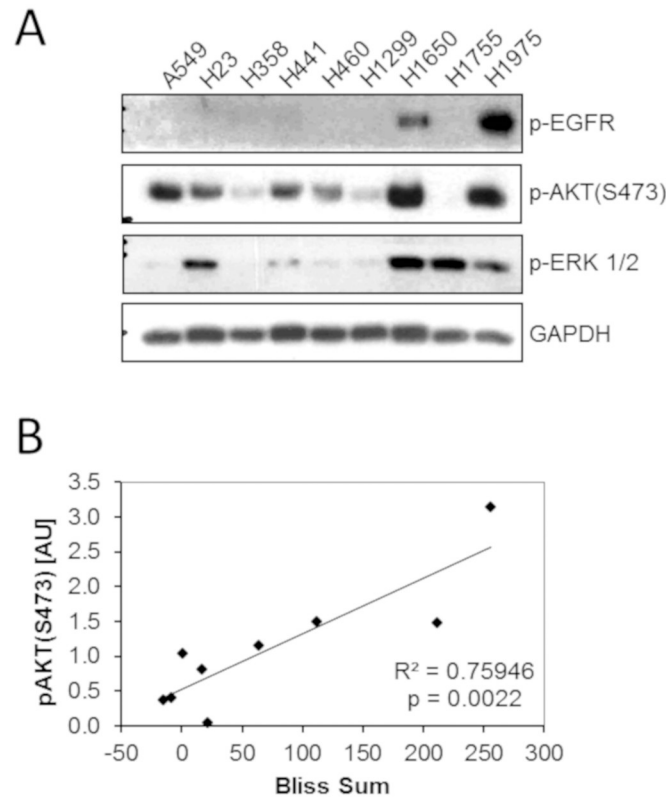 A
A549
H23
H358
H441
H460
H1299
H1650
H1755
H1975
p-EGFR
p-AKT(S473)
p-ERK 1/2
GAPDH
B
pAKT(S473) [AU]
3.5
3.0
2.5
2.0
1.5
1.0
0.5
0.0
R² = 0.75946
p = 0.0022
-50 0 50 100 150 200 250 300
Bliss Sum